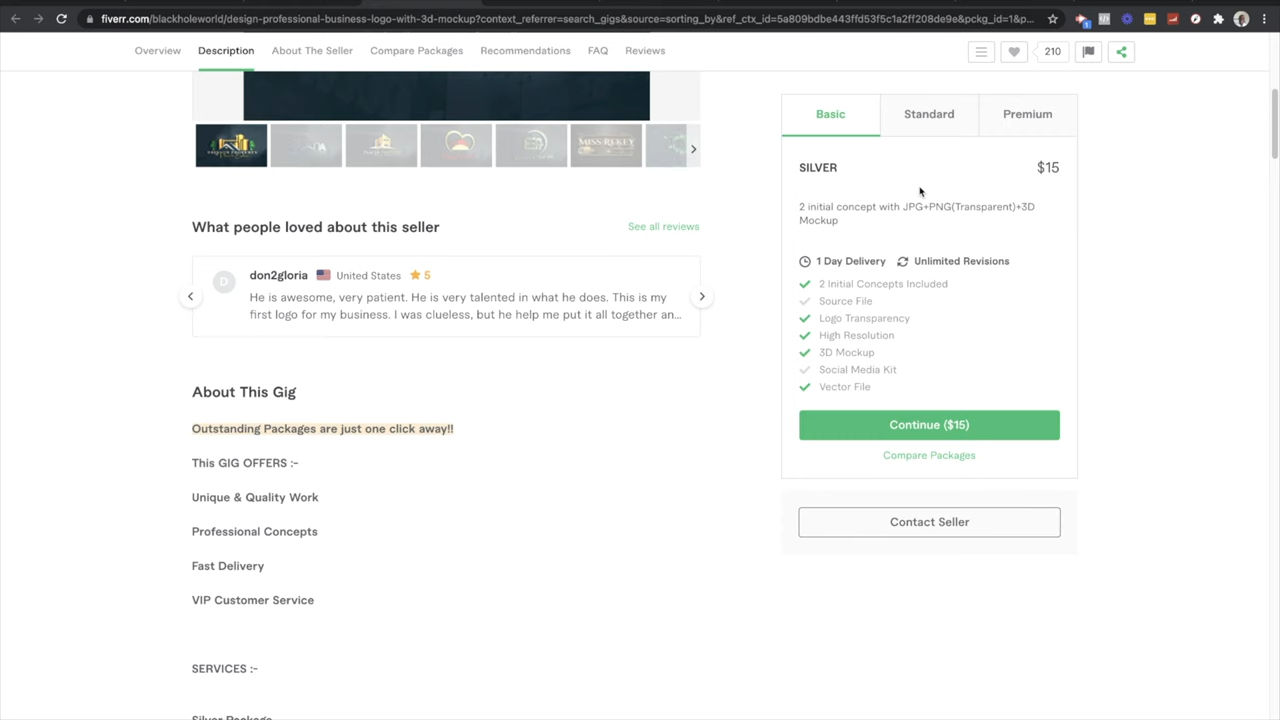 fiverr.com/blackholeworld/design-professional-business-logo-with-3d-mockup?context_referrer=search_gigs&source=sorting_by&ref_ctx_id=5a809bdbe443ffd53f5c1a2ff208de9e&pckg_id=1&p...
Overview
Description
About The Seller
Compare Packages
Recommendations
FAQ
Reviews
210
MISS REKEY
What people loved about this seller
See all reviews
D
don2gloria
United States
5
He is awesome, very patient. He is very talented in what he does. This is my
first logo for my business. I was clueless, but he help me put it all together an...
About This Gig
Outstanding Packages are just one click away!!
This GIG OFFERS :-
Unique & Quality Work
Professional Concepts
Fast Delivery
VIP Customer Service
SERVICES :-
Silver Package
Basic
Standard
Premium
SILVER
$15
2 initial concept with JPG+PNG(Transparent)+3D
Mockup
1 Day Delivery
Unlimited Revisions
2 Initial Concepts Included
Source File
Logo Transparency
High Resolution
3D Mockup
Social Media Kit
Vector File
Continue ($15)
Compare Packages
Contact Seller